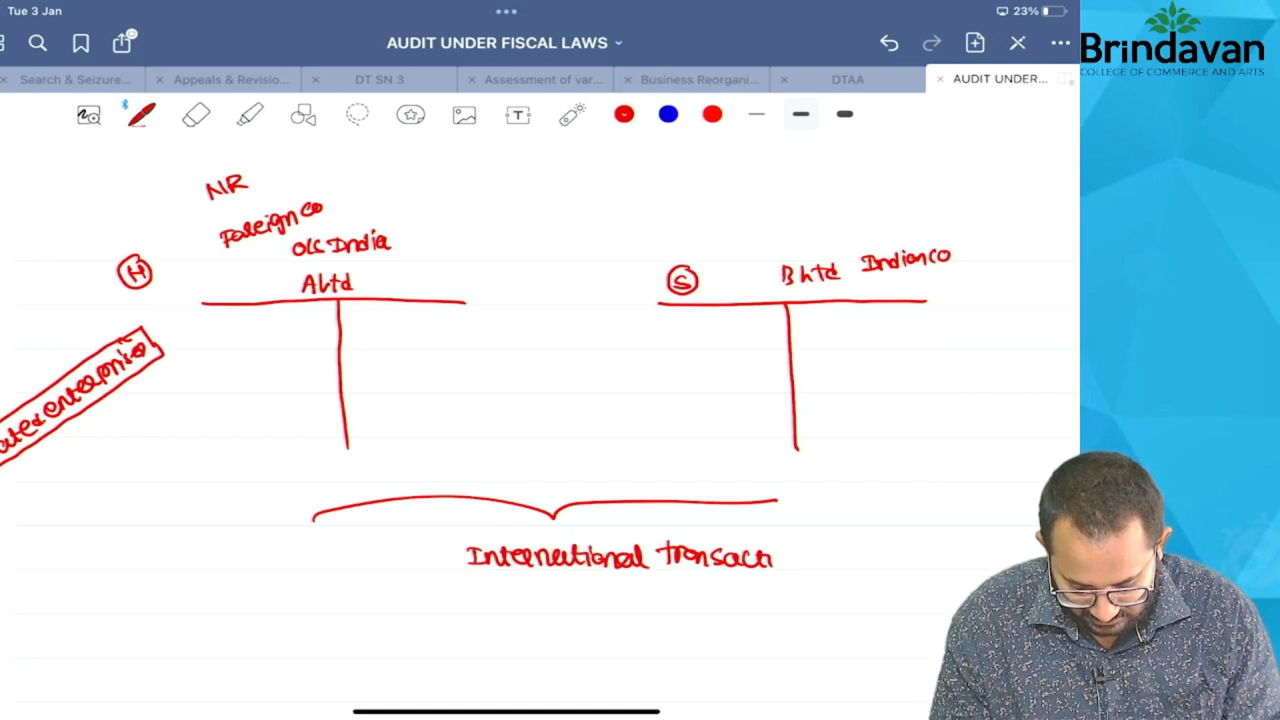 Tue 3 Jan
23%
AUDIT UNDER FISCAL LAWS
Search & Seizure...
Appeals & Revisio...
DT SN 3
Assessment of var...
Business Reorgani...
DTAA
AUDIT UNDER...
Brindavan
COLLEGE OF COMMERCE AND ARTS
T
NR
Foreign co
O/S India
H
A Ltd
S
B Ltd Indian co
ated enterprise
International transacti